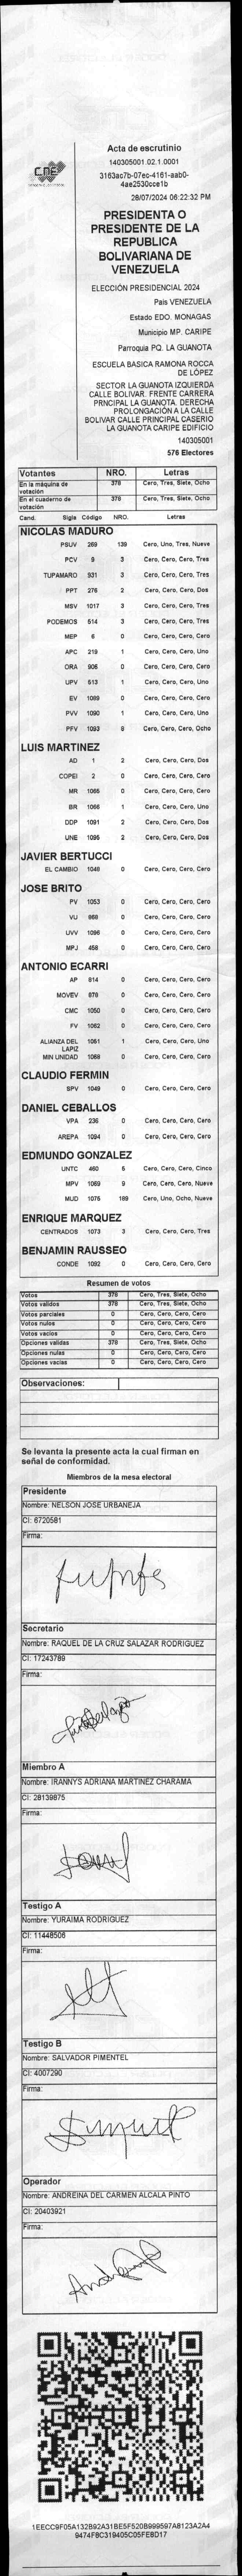 CNE
Acta de escrutinio
140305001.02.1.0001
3163ac7b-07ec-4161-aab0-
4ae2530cce1b
28/07/2024 06:22:32 PM
PRESIDENTA O
PRESIDENTE DE LA
REPUBLICA
BOLIVARIANA DE
VENEZUELA
ELECCIÓN PRESIDENCIAL 2024
Pais VENEZUELA
Estado EDO. MONAGAS
Municipio MP. CARIPE
Parroquia PQ. LA GUANOTA
ESCUELA BASICA RAMONA ROCCA
DE LÓPEZ
SECTOR LA GUANOTA IZQUIERDA
CALLE BOLIVAR. FRENTE CARRERA
PRNCIPAL LA GUANOTA. DERECHA
PROLONGACIÓN A LA CALLE
BOLIVAR CALLE PRINCIPAL CASERIO
LA GUANOTA CARIPE EDIFICIO
140305001
576 Electores
Votantes NRO. Letras
En la máquina de votación 378 Cero, Tres, Siete, Ocho
En el cuaderno de votación 378 Cero, Tres, Siete, Ocho
Cand. Sigla Código NRO. Letras
NICOLAS MADURO
PSUV 269 139 Cero, Uno, Tres, Nueve
PCV 9 3 Cero, Cero, Cero, Tres
TUPAMARO 931 3 Cero, Cero, Cero, Tres
PPT 276 2 Cero, Cero, Cero, Dos
MSV 1017 3 Cero, Cero, Cero, Tres
PODEMOS 514 3 Cero, Cero, Cero, Tres
MEP 6 0 Cero, Cero, Cero, Cero
APC 219 1 Cero, Cero, Cero, Uno
ORA 906 0 Cero, Cero, Cero, Cero
UPV 513 1 Cero, Cero, Cero, Uno
EV 1089 0 Cero, Cero, Cero, Cero
PVV 1090 1 Cero, Cero, Cero, Uno
PFV 1093 8 Cero, Cero, Cero, Ocho
LUIS MARTINEZ
AD 1 2 Cero, Cero, Cero, Dos
COPEI 2 0 Cero, Cero, Cero, Cero
MR 1065 0 Cero, Cero, Cero, Cero
BR 1066 1 Cero, Cero, Cero, Uno
DDP 1091 2 Cero, Cero, Cero, Dos
UNE 1095 2 Cero, Cero, Cero, Dos
JAVIER BERTUCCI
EL CAMBIO 1048 0 Cero, Cero, Cero, Cero
JOSE BRITO
PV 1053 0 Cero, Cero, Cero, Cero
VU 868 0 Cero, Cero, Cero, Cero
UVV 1096 0 Cero, Cero, Cero, Cero
MPJ 458 0 Cero, Cero, Cero, Cero
ANTONIO ECARRI
AP 814 0 Cero, Cero, Cero, Cero
MOVEV 878 0 Cero, Cero, Cero, Cero
CMC 1050 0 Cero, Cero, Cero, Cero
FV 1062 0 Cero, Cero, Cero, Cero
ALIANZA DEL LAPIZ 1061 1 Cero, Cero, Cero, Uno
MIN UNIDAD 1068 0 Cero, Cero, Cero, Cero
CLAUDIO FERMIN
SPV 1049 0 Cero, Cero, Cero, Cero
DANIEL CEBALLOS
VPA 236 0 Cero, Cero, Cero, Cero
AREPA 1094 0 Cero, Cero, Cero, Cero
EDMUNDO GONZALEZ
UNTC 460 5 Cero, Cero, Cero, Cinco
MPV 1069 9 Cero, Cero, Cero, Nueve
MUD 1075 189 Cero, Uno, Ocho, Nueve
ENRIQUE MARQUEZ
CENTRADOS 1073 3 Cero, Cero, Cero, Tres
BENJAMIN RAUSSEO
CONDE 1092 0 Cero, Cero, Cero, Cero
Resumen de votos
Votos 378 Cero, Tres, Siete, Ocho
Votos validos 378 Cero, Tres, Siete, Ocho
Votos parciales 0 Cero, Cero, Cero, Cero
Votos nulos 0 Cero, Cero, Cero, Cero
Votos vacios 0 Cero, Cero, Cero, Cero
Opciones validas 378 Cero, Tres, Siete, Ocho
Opciones nulas 0 Cero, Cero, Cero, Cero
Opciones vacias 0 Cero, Cero, Cero, Cero
Observaciones:
Se levanta la presente acta la cual firman en
señal de conformidad.
Miembros de la mesa electoral
Presidente
Nombre: NELSON JOSE URBANEJA
CI: 6720581
Firma:
Secretario
Nombre: RAQUEL DE LA CRUZ SALAZAR RODRIGUEZ
CI: 17243789
Firma:
Miembro A
Nombre: IRANNYS ADRIANA MARTINEZ CHARAMA
CI: 28139875
Firma:
Testigo A
Nombre: YURAIMA RODRIGUEZ
CI: 11448506
Firma:
Testigo B
Nombre: SALVADOR PIMENTEL
CI: 4007290
Firma:
Operador
Nombre: ANDREINA DEL CARMEN ALCALA PINTO
CI: 20403921
Firma:
1EECC9F05A132B92A31BE5F520B999597A8123A2A4
9474F8C319405C05FE8D17